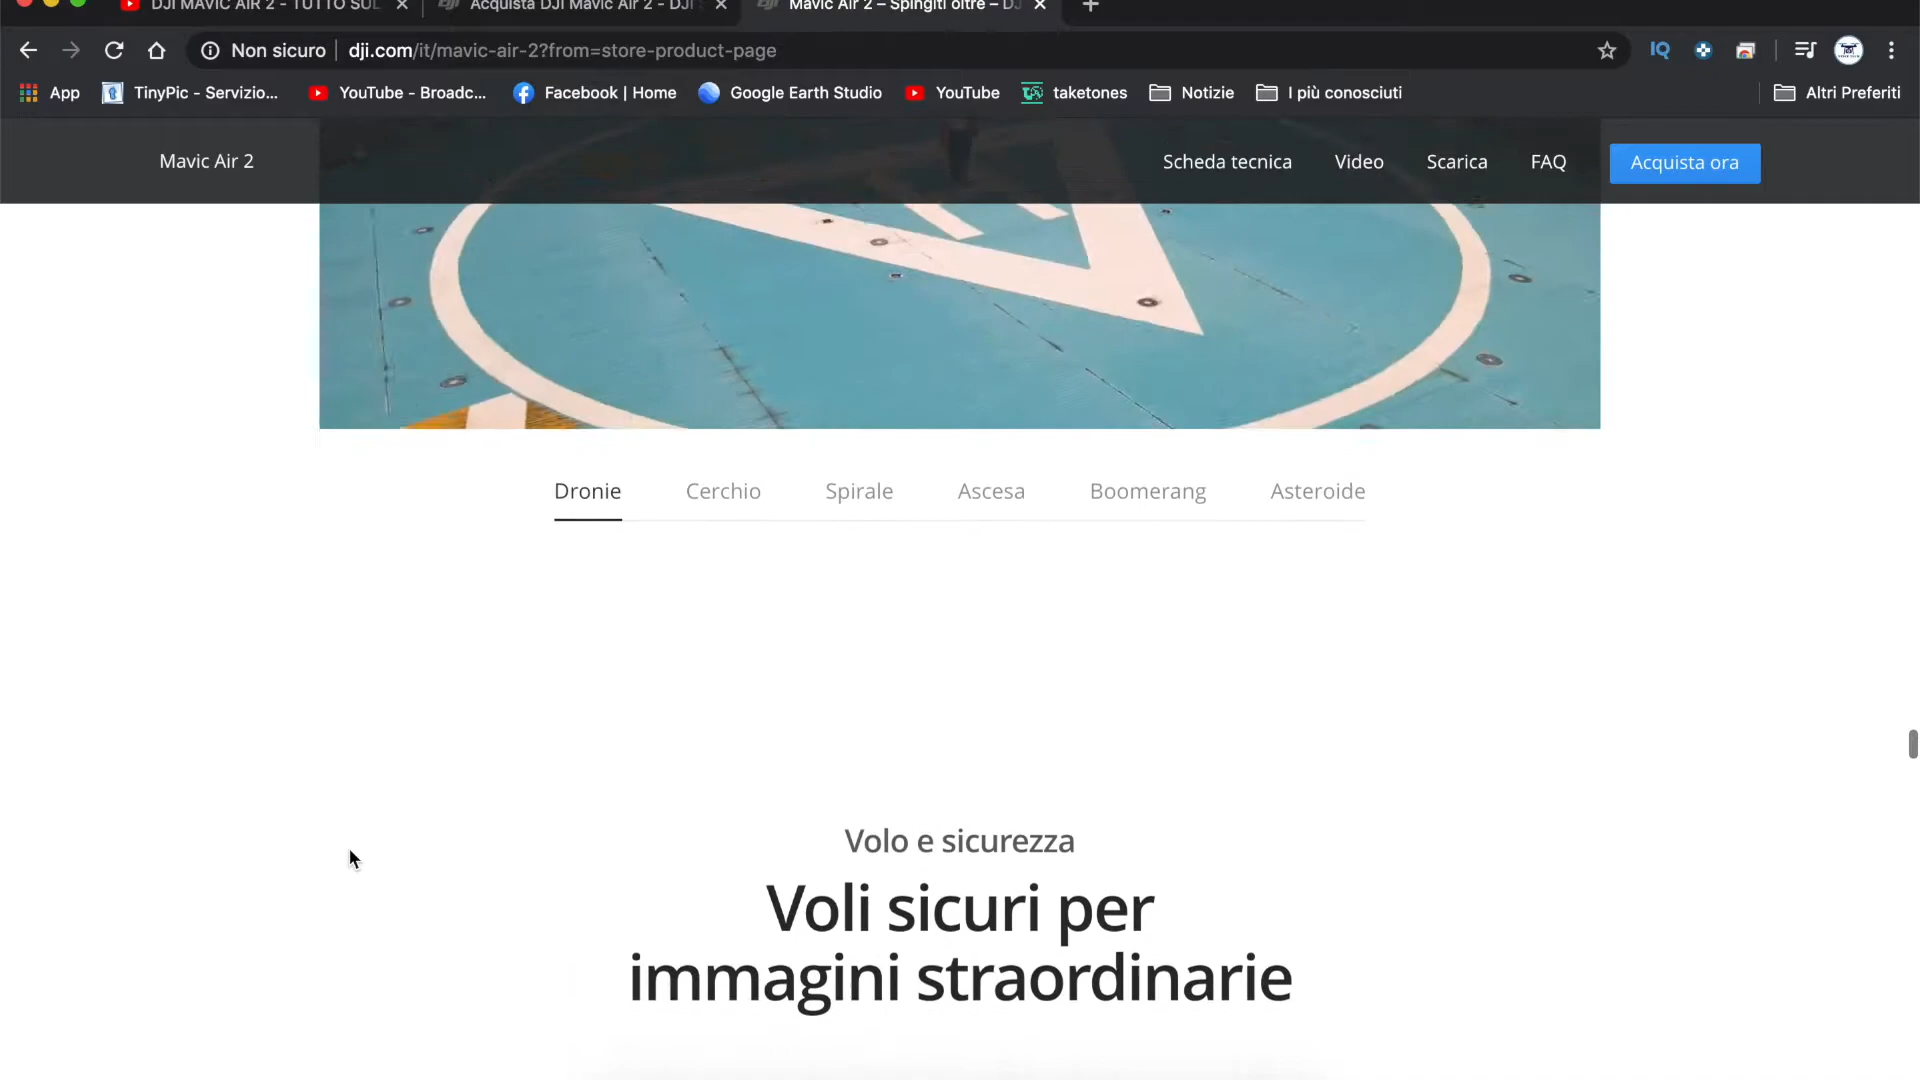 DJI MAVIC AIR 2 - TUTTO SUL
Acquista DJI Mavic Air 2 - DJI
Mavic Air 2 – Spingiti oltre – DJ
Non sicuro dji.com/it/mavic-air-2?from=store-product-page
App TinyPic - Servizio... YouTube - Broadc... Facebook | Home Google Earth Studio YouTube taketones Notizie I più conosciuti Altri Preferiti
Mavic Air 2 Scheda tecnica Video Scarica FAQ Acquista ora
Dronie Cerchio Spirale Ascesa Boomerang Asteroide
Volo e sicurezza
Voli sicuri per
immagini straordinarie